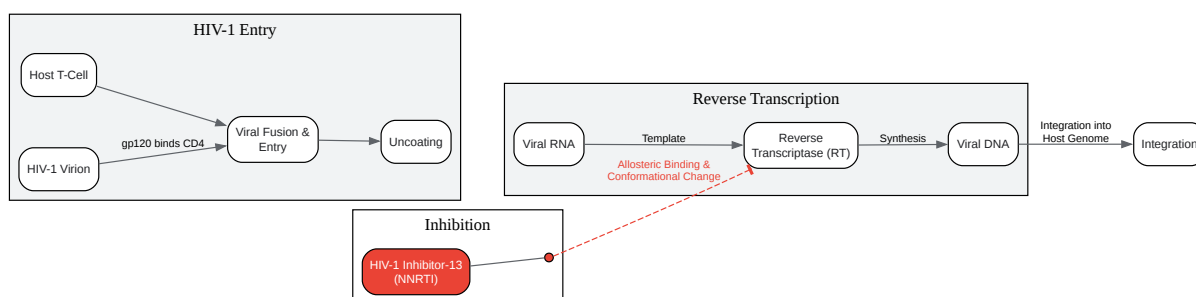 HIV-1 Entry
Host T-Cell
gp120 binds CD4
HIV-1 Virion
Viral Fusion &
Entry
Uncoating
Reverse Transcription
Viral RNA
Template
Reverse
Transcriptase (RT)
Synthesis
Viral DNA
Integration into
Host Genome
Integration
Allosteric Binding &
Conformational Change
Inhibition
HIV-1 Inhibitor-13
(NNRTI)